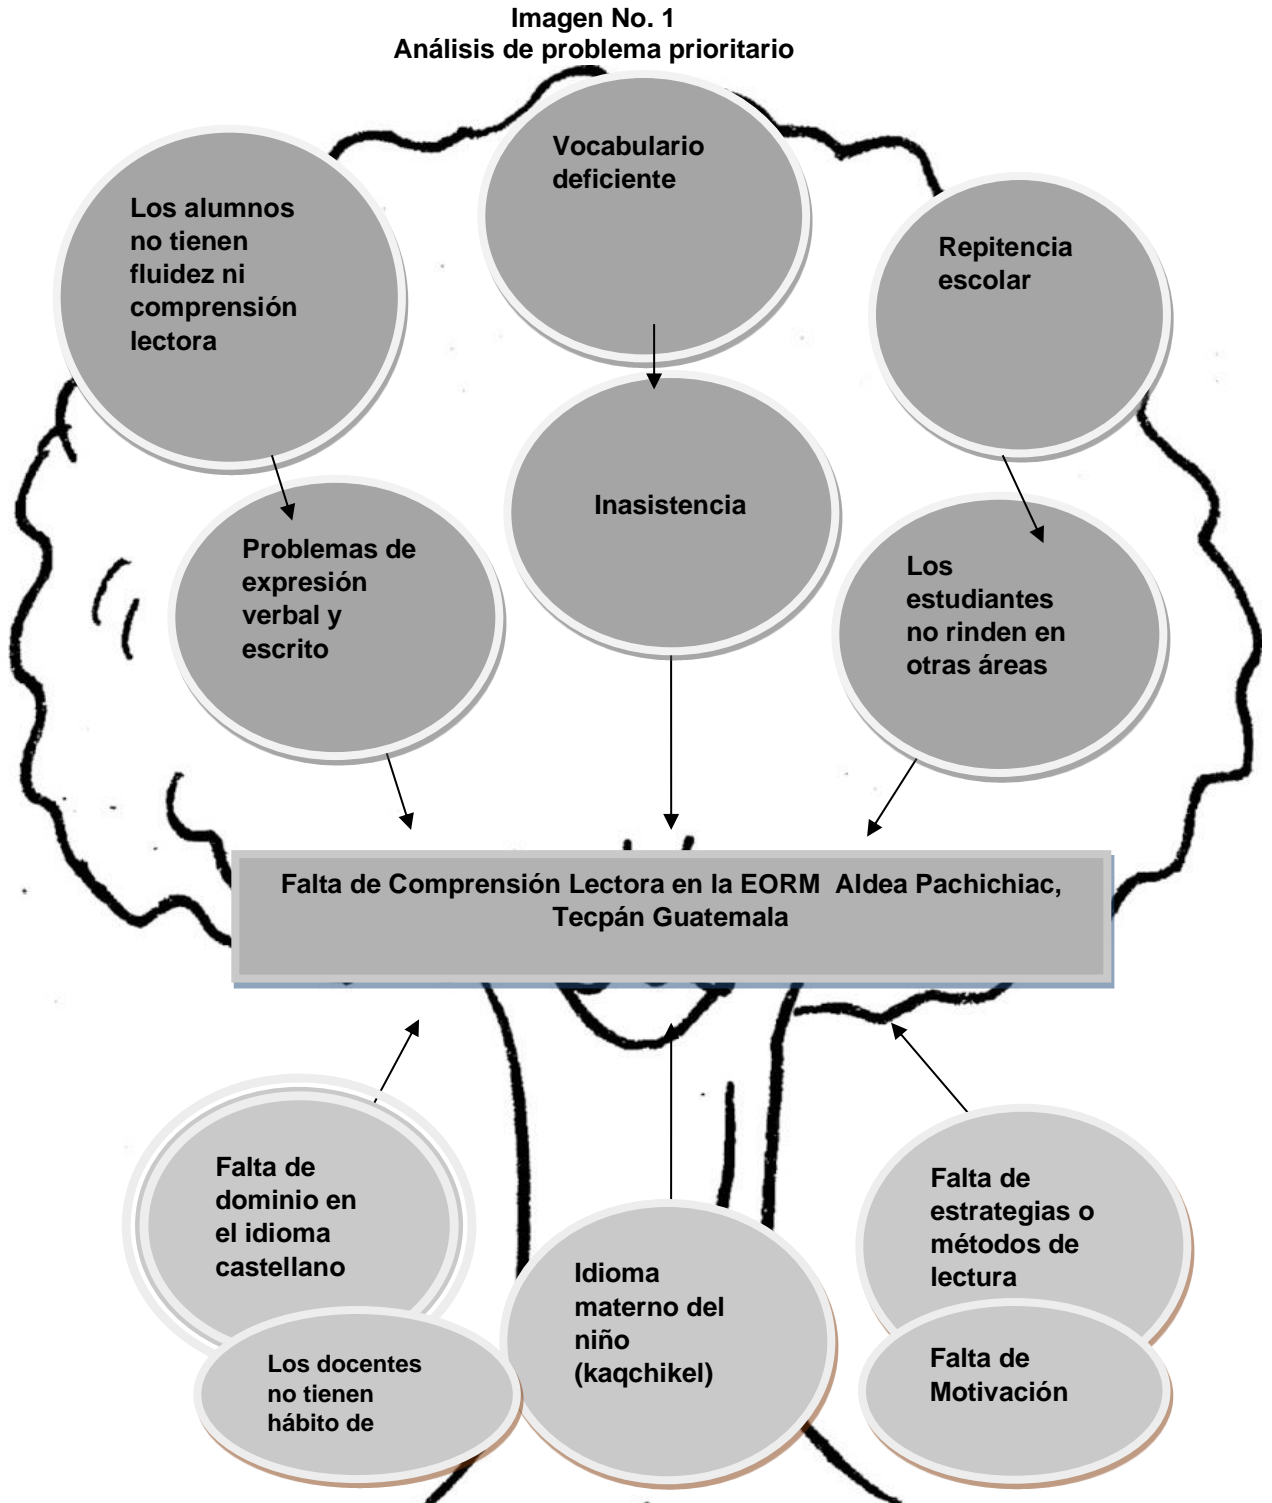 Imagen No. 1
Análisis de problema prioritario
Los alumnos
no tienen
fluidez ni
comprensión
lectora
Vocabulario
deficiente
Repitencia
escolar
Problemas de
expresión
verbal y
escrito
Inasistencia
Los
estudiantes
no rinden en
otras áreas
Falta de Comprensión Lectora en la EORM Aldea Pachichiac,
Tecpán Guatemala
Falta de
dominio en
el idioma
castellano
Los docentes
no tienen
hábito de
Idioma
materno del
niño
(kaqchikel)
Falta de
estrategias o
métodos de
lectura
Falta de
Motivación